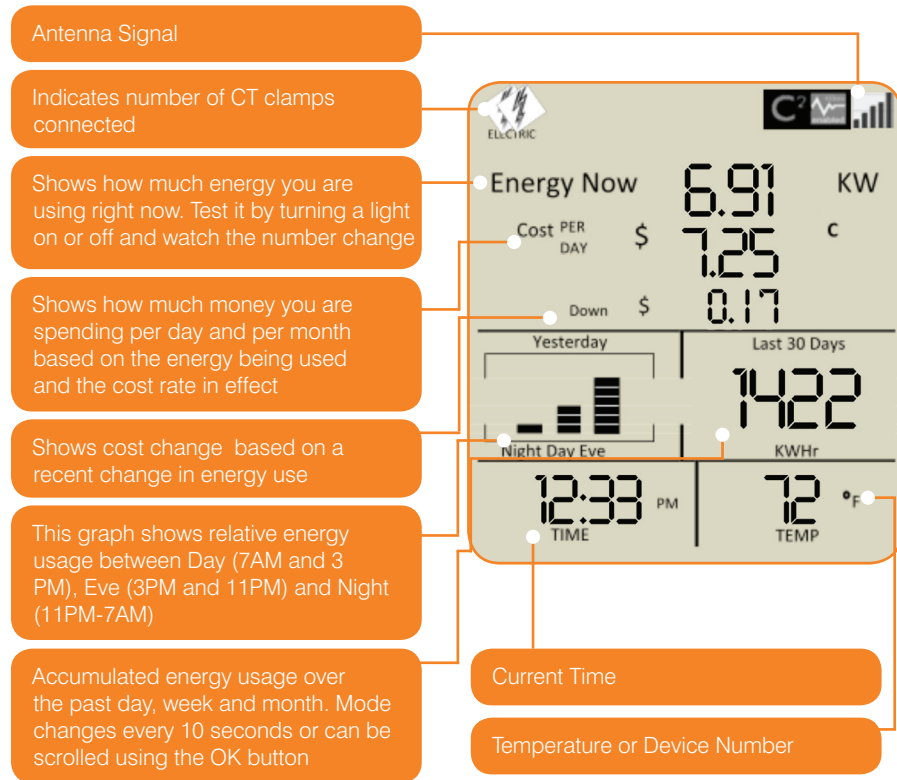 Antenna Signal
Indicates number of CT clamps
connected
Shows how much energy you are
using right now. Test it by turning a light
on or off and watch the number change
Shows how much money you are
spending per day and per month
based on the energy being used
and the cost rate in effect
Shows cost change based on a
recent change in energy use
This graph shows relative energy
usage between Day (7AM and 3
PM), Eve (3PM and 11PM) and Night
(11PM-7AM)
Accumulated energy usage over
the past day, week and month. Mode
changes every 10 seconds or can be
scrolled using the OK button
ELECTRIC
C² enabled
Energy Now 6.91 KW
Cost PER DAY $ 7.25 C
Down $ 0.17
Yesterday
Night Day Eve
Last 30 Days
1422
KWHr
12:33 PM
TIME
72 °F
TEMP
Current Time
Temperature or Device Number